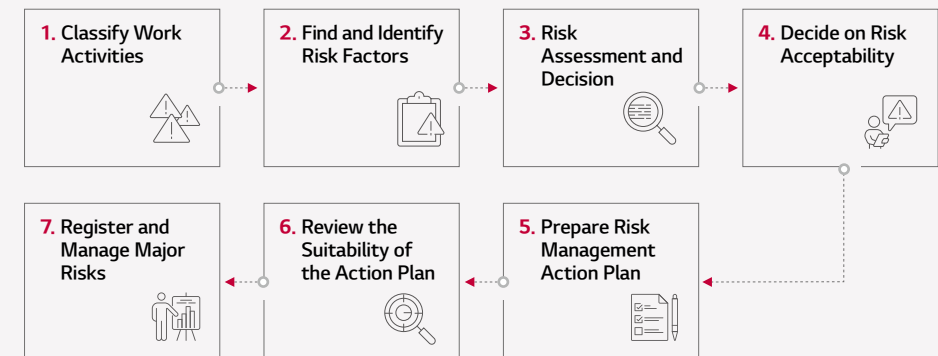 1. Classify Work
Activities
2. Find and Identify
Risk Factors
3. Risk
Assessment and
Decision
4. Decide on Risk
Acceptability
5. Prepare Risk
Management
Action Plan
6. Review the
Suitability of
the Action Plan
7. Register and
Manage Major
Risks